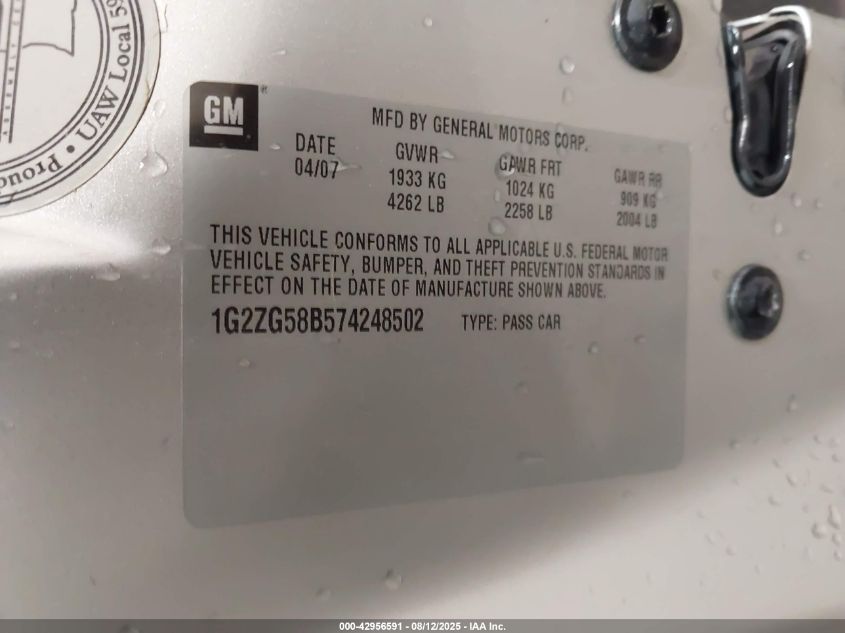 ASSEMBLY
Proud
• UAW Local 59
GM
®
MFD BY GENERAL MOTORS CORP.
DATE GVWR GAWR FRT GAWR RR
04/07 1933 KG 1024 KG 909 KG
4262 LB 2258 LB 2004 LB
THIS VEHICLE CONFORMS TO ALL APPLICABLE U.S. FEDERAL MOTOR
VEHICLE SAFETY, BUMPER, AND THEFT PREVENTION STANDARDS IN
EFFECT ON THE DATE OF MANUFACTURE SHOWN ABOVE.
1G2ZG58B574248502 TYPE: PASS CAR
000-42956591 - 08/12/2025 - IAA Inc.